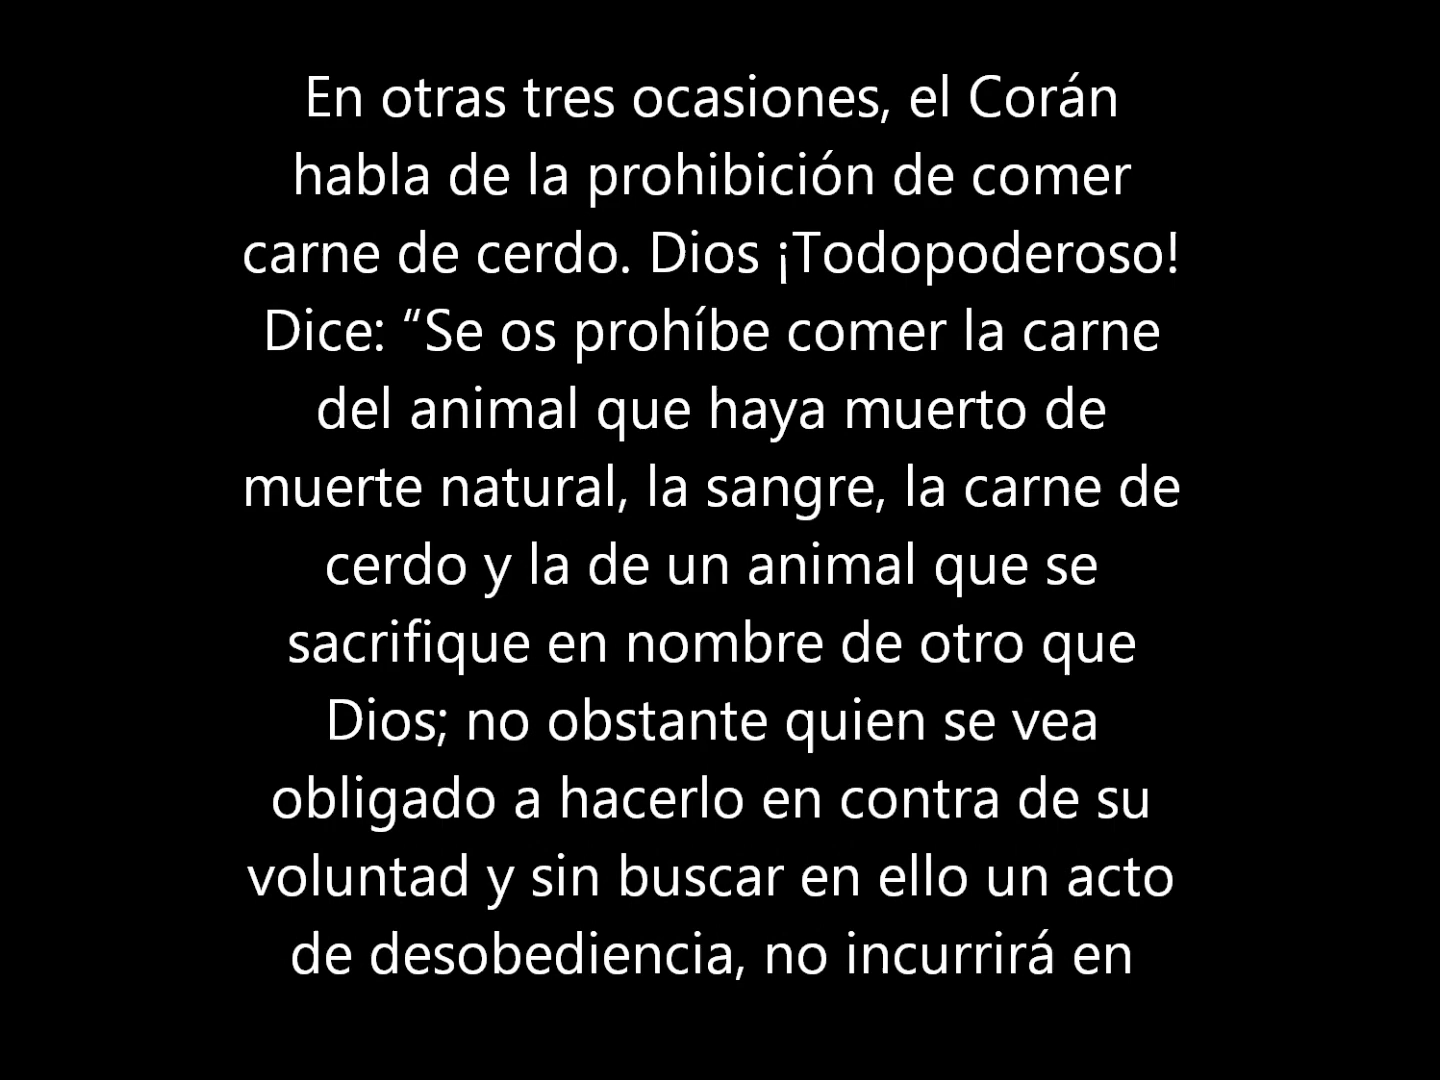 En otras tres ocasiones, el Corán
habla de la prohibición de comer
carne de cerdo. Dios ¡Todopoderoso!
Dice: “Se os prohíbe comer la carne
del animal que haya muerto de
muerte natural, la sangre, la carne de
cerdo y la de un animal que se
sacrifique en nombre de otro que
Dios; no obstante quien se vea
obligado a hacerlo en contra de su
voluntad y sin buscar en ello un acto
de desobediencia, no incurrirá en